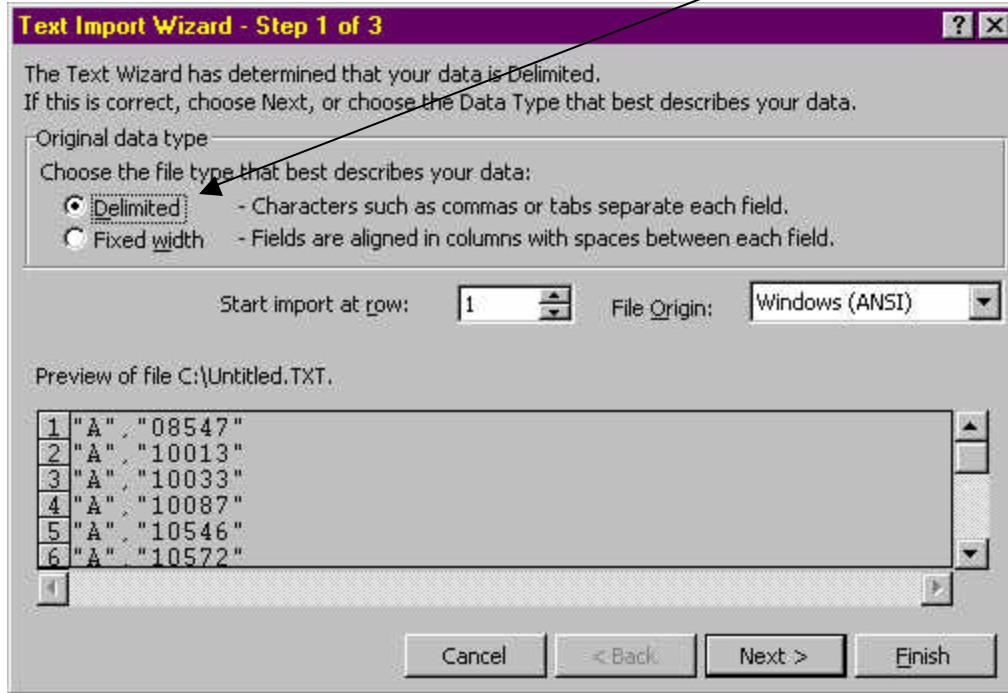 Text Import Wizard - Step 1 of 3
The Text Wizard has determined that your data is Delimited.
If this is correct, choose Next, or choose the Data Type that best describes your data.
Original data type
Choose the file type that best describes your data:
Delimited - Characters such as commas or tabs separate each field.
Fixed width - Fields are aligned in columns with spaces between each field.
Start import at row: 1 File Origin: Windows (ANSI)
Preview of file C:\Untitled.TXT.
1 "A","08547"
2 "A","10013"
3 "A","10033"
4 "A","10087"
5 "A","10546"
6 "A","10572"
Cancel < Back Next > Finish